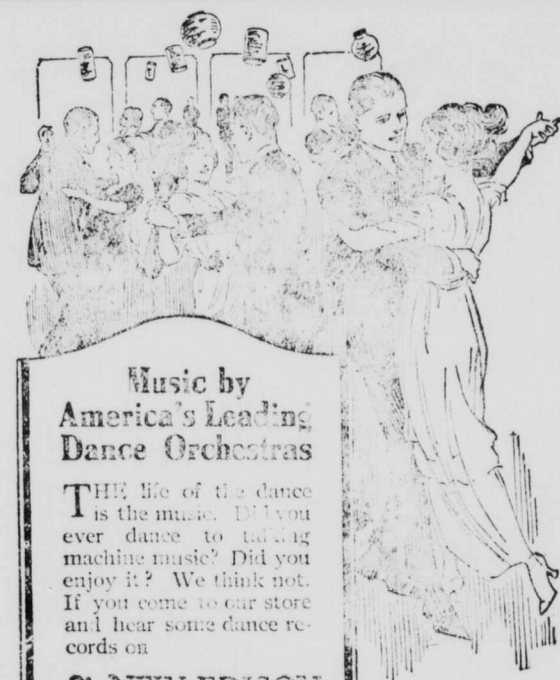 Music by
America's Leading
Dance Orchestras
THE life of the dance
is the music. Did you
ever dance to talking
machine music? Did you
enjoy it? We think not.
If you come to our store
and hear some dance re-
cords on
NEW EDISON